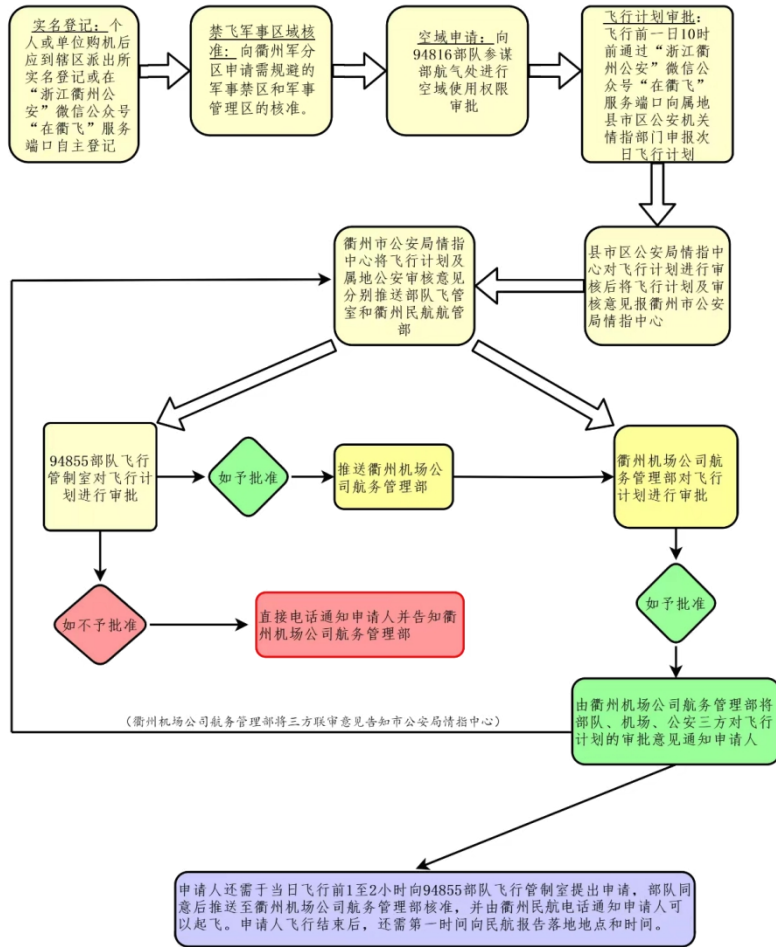 实名登记：个
人或单位购机后
应到辖区派出所
实名登记或在
“浙江衢州公
安”微信公众号
“在衢飞”服务
端口自主登记
禁飞军事区域核
准：向衢州军分
区申请需规避的
军事禁区和军事
管理区的核准。
空域申请：向
94816部队参谋
部航气处进行
空域使用权限
审批
飞行计划审批：
飞行前一日10时
前通过“浙江衢
州公安”微信公
众号“在衢飞”
服务端口向属地
县市区公安机关
情指部门申报次
日飞行计划
衢州市公安局情指
中心将飞行计划及
属地公安审核意见
分别推送部队飞管
室和衢州民航航管
部
县市区公安局情指中
心对飞行计划进行审
核后将飞行计划及审
核意见报衢州市公安
局情指中心
94855部队飞行
管制室对飞行计
划进行审批
如予批准
推送衢州机场公
司航务管理部
衢州机场公司航
务管理部对飞行
计划进行审批
如不予批准
直接电话通知申请人并告知衢
州机场公司航务管理部
如予批准
（衢州机场公司航务管理部将三方联审意见告知市公安局情指中心）
由衢州机场公司航务管理部将
部队、机场、公安三方对飞行
计划的审批意见通知申请人
申请人还需于当日飞行前1至2小时向94855部队飞行管制室提出申请，部队同
意后推送至衢州机场公司航务管理部核准，并由衢州民航电话通知申请人可
以起飞。申请人飞行结束后，还需第一时间向民航报告落地地点和时间。